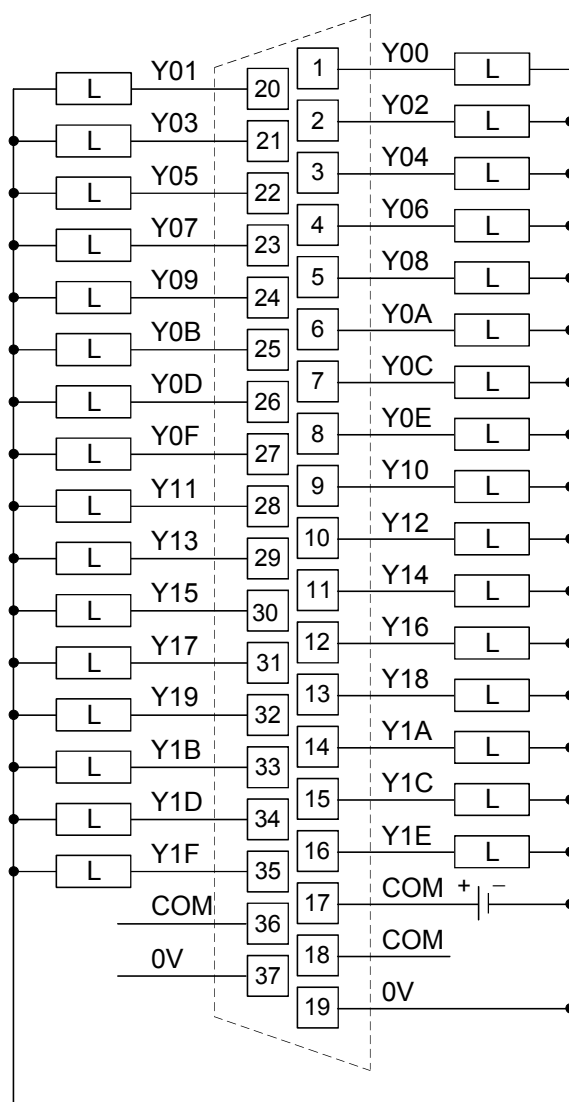 1 Y00 L
L Y01 20
2 Y02 L
L Y03 21
3 Y04 L
L Y05 22
4 Y06 L
L Y07 23
5 Y08 L
L Y09 24
6 Y0A L
L Y0B 25
7 Y0C L
L Y0D 26
8 Y0E L
L Y0F 27
9 Y10 L
L Y11 28
10 Y12 L
L Y13 29
11 Y14 L
L Y15 30
12 Y16 L
L Y17 31
13 Y18 L
L Y19 32
14 Y1A L
L Y1B 33
15 Y1C L
L Y1D 34
16 Y1E L
L Y1F 35
17 COM + −
COM 36
18 COM
0V 37
19 0V